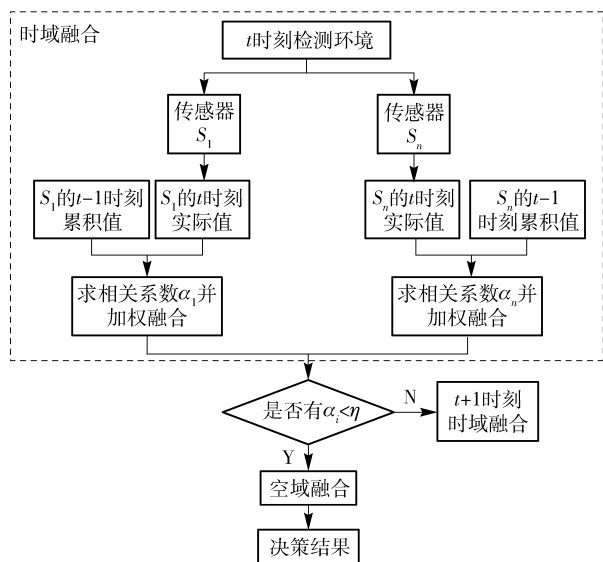 时域融合
t时刻检测环境
传感器
S1
传感器
Sn
S1的t-1时刻
累积值
S1的t时刻
实际值
Sn的t时刻
实际值
Sn的t-1
时刻累积值
求相关系数α1并
加权融合
求相关系数αn并
加权融合
是否有αi<η
N
t+1时刻
时域融合
Y
空域融合
决策结果